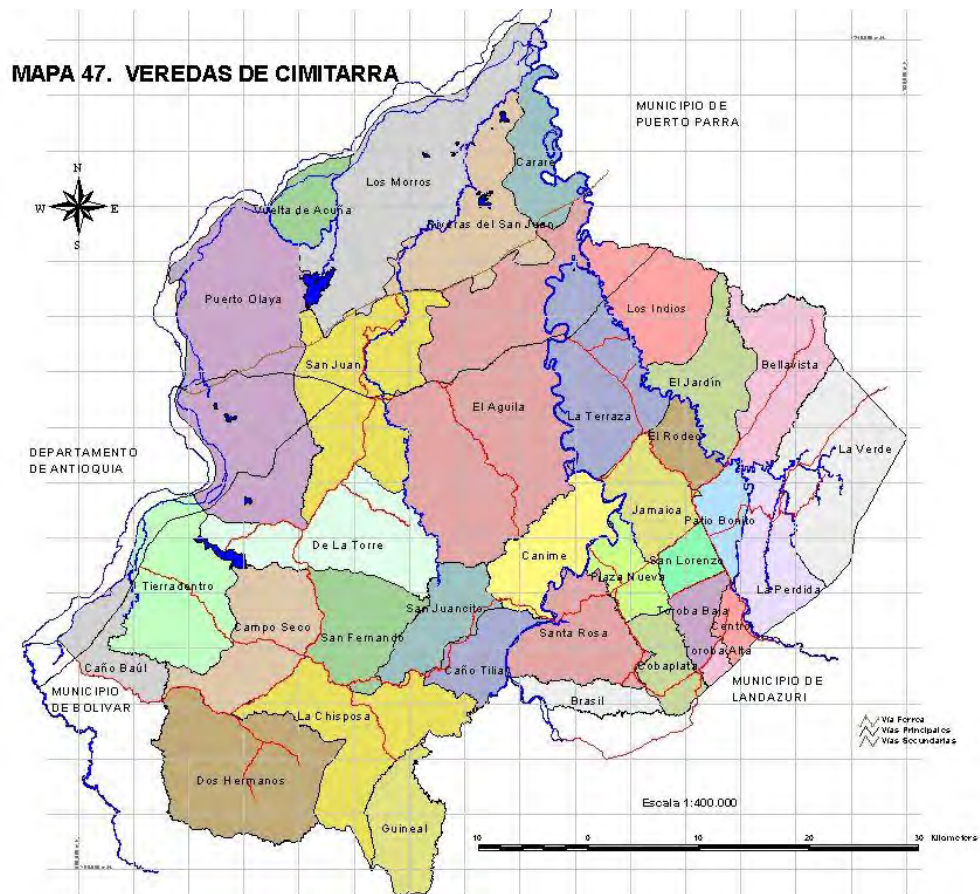 MAPA 47. VEREDAS DE CIMITARRA
MUNICIPIO DE
PUERTO PARRA
N
W E
S
Carare
Los Morros
Vuelta de Acuña
Riveras del San Juan
Puerto Olaya
Los Indios
San Juan
Bellavista
El Jardín
El Aguila
La Terraza
El Rodeo
DEPARTAMENTO
DE ANTIOQUIA
La Verde
Jamaica
Patio Bonito
De La Torre
Canime
San Lorenzo
Plaza Nueva
Tierradentro
La Perdida
San Juancito
Toroba Baja
Campo Seco
San Fernando
Santa Rosa
Centro
Toroba Alta
Caño Baúl
Caño Tilia
Cobaplata
MUNICIPIO
DE BOLIVAR
MUNICIPIO DE
LANDAZURI
Brasil
La Chisposa
Vía Ferrea
Vías Principales
Vías Secundarias
Dos Hermanos
Escala 1:400.000
Guineal
10 0 10 20 30 Kilometers